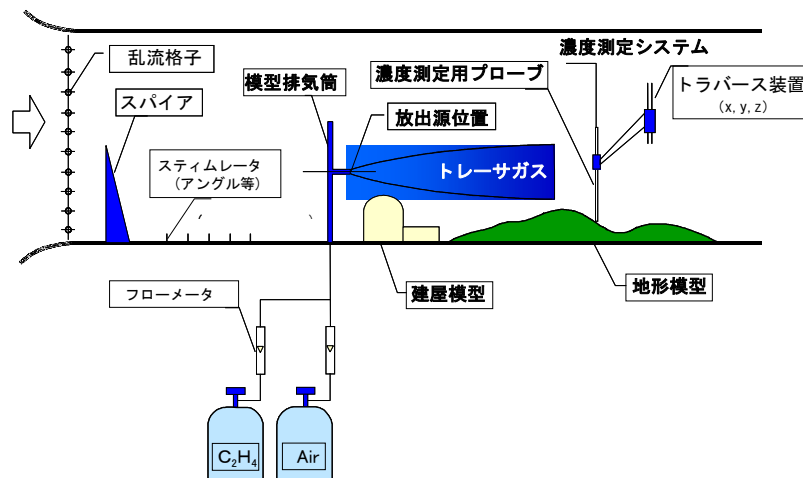 乱流格子
スパイア
スティムレータ
（アングル等）
模型排気筒
放出源位置
濃度測定システム
濃度測定用プローブ
トラバース装置
(x, y, z)
トレーサガス
フローメータ
建屋模型
地形模型
C₂H₄
Air